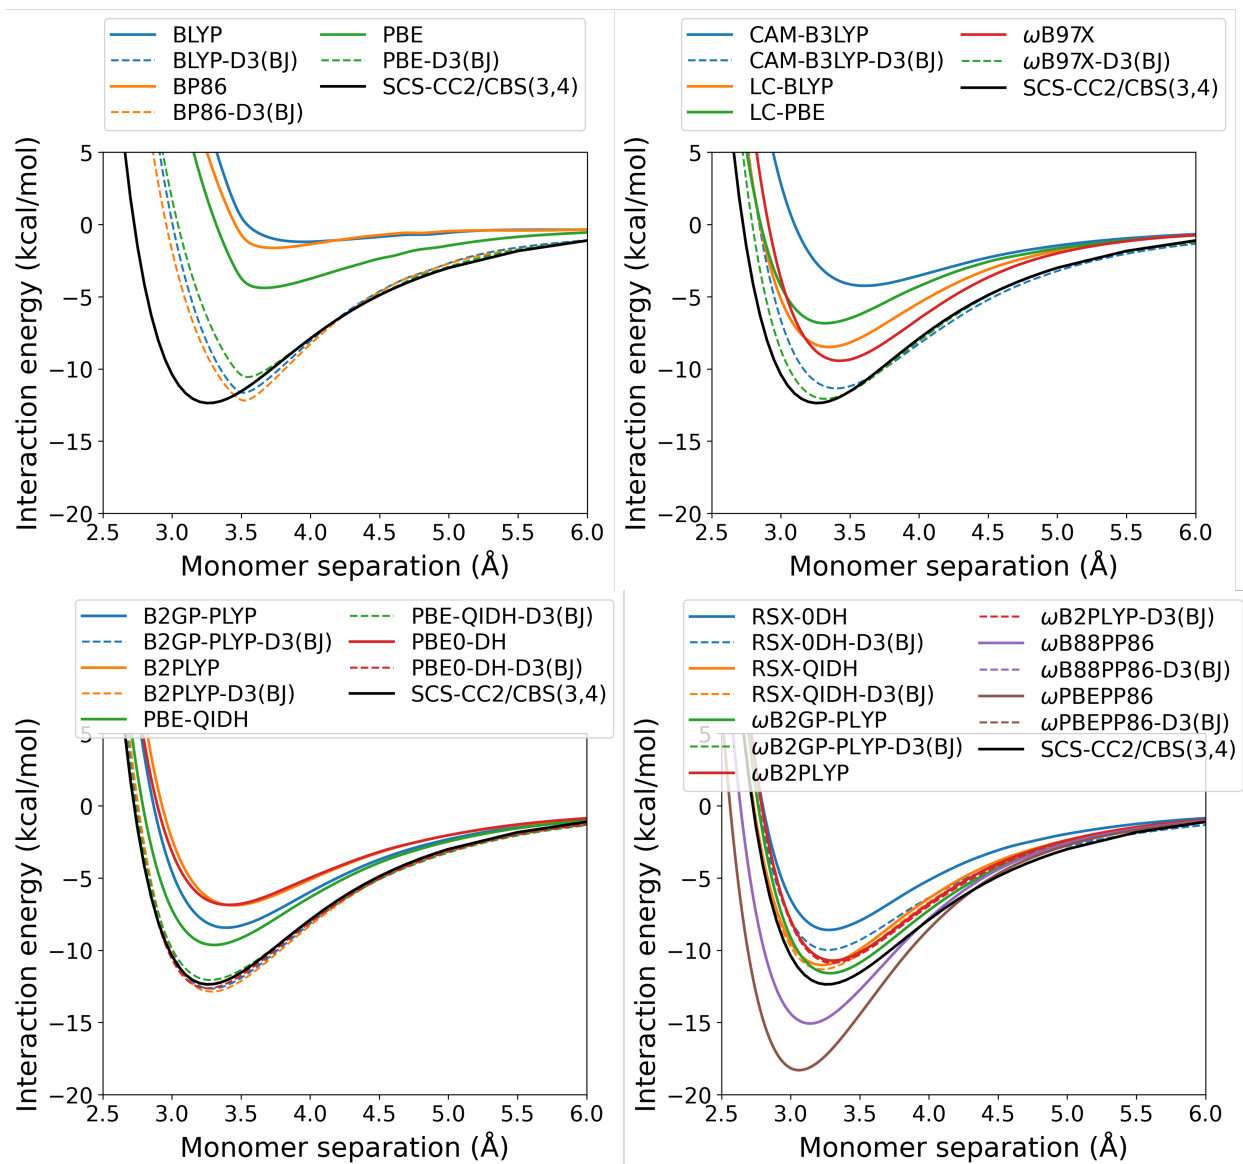 BLYP
BLYP-D3(BJ)
BP86
BP86-D3(BJ)
PBE
PBE-D3(BJ)
SCS-CC2/CBS(3,4)
Interaction energy (kcal/mol)
5
0
−5
−10
−15
−20
2.5 3.0 3.5 4.0 4.5 5.0 5.5 6.0
Monomer separation (Å)
CAM-B3LYP
CAM-B3LYP-D3(BJ)
LC-BLYP
LC-PBE
ωB97X
ωB97X-D3(BJ)
SCS-CC2/CBS(3,4)
Interaction energy (kcal/mol)
5
0
−5
−10
−15
−20
2.5 3.0 3.5 4.0 4.5 5.0 5.5 6.0
Monomer separation (Å)
B2GP-PLYP
B2GP-PLYP-D3(BJ)
B2PLYP
B2PLYP-D3(BJ)
PBE-QIDH
PBE-QIDH-D3(BJ)
PBE0-DH
PBE0-DH-D3(BJ)
SCS-CC2/CBS(3,4)
Interaction energy (kcal/mol)
5
0
−5
−10
−15
−20
2.5 3.0 3.5 4.0 4.5 5.0 5.5 6.0
Monomer separation (Å)
RSX-0DH
RSX-0DH-D3(BJ)
RSX-QIDH
RSX-QIDH-D3(BJ)
ωB2GP-PLYP
ωB2GP-PLYP-D3(BJ)
ωB2PLYP
ωB2PLYP-D3(BJ)
ωB88PP86
ωB88PP86-D3(BJ)
ωPBEPP86
ωPBEPP86-D3(BJ)
SCS-CC2/CBS(3,4)
Interaction energy (kcal/mol)
5
0
−5
−10
−15
−20
2.5 3.0 3.5 4.0 4.5 5.0 5.5 6.0
Monomer separation (Å)